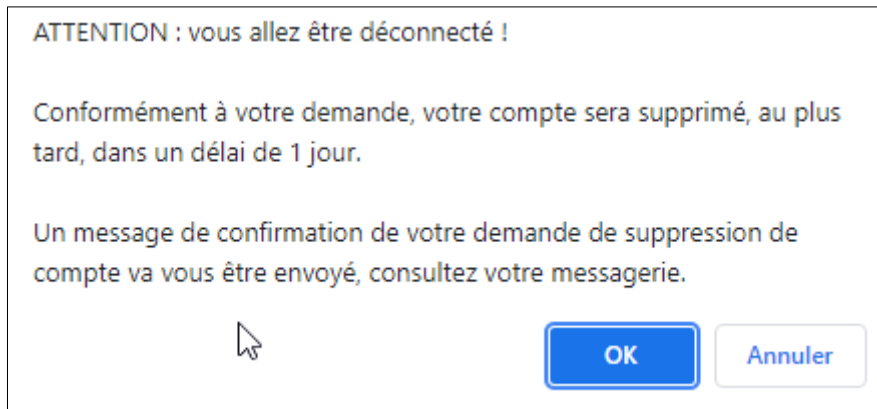 ATTENTION : vous allez être déconnecté !
Conformément à votre demande, votre compte sera supprimé, au plus
tard, dans un délai de 1 jour.
Un message de confirmation de votre demande de suppression de
compte va vous être envoyé, consultez votre messagerie.
OK Annuler